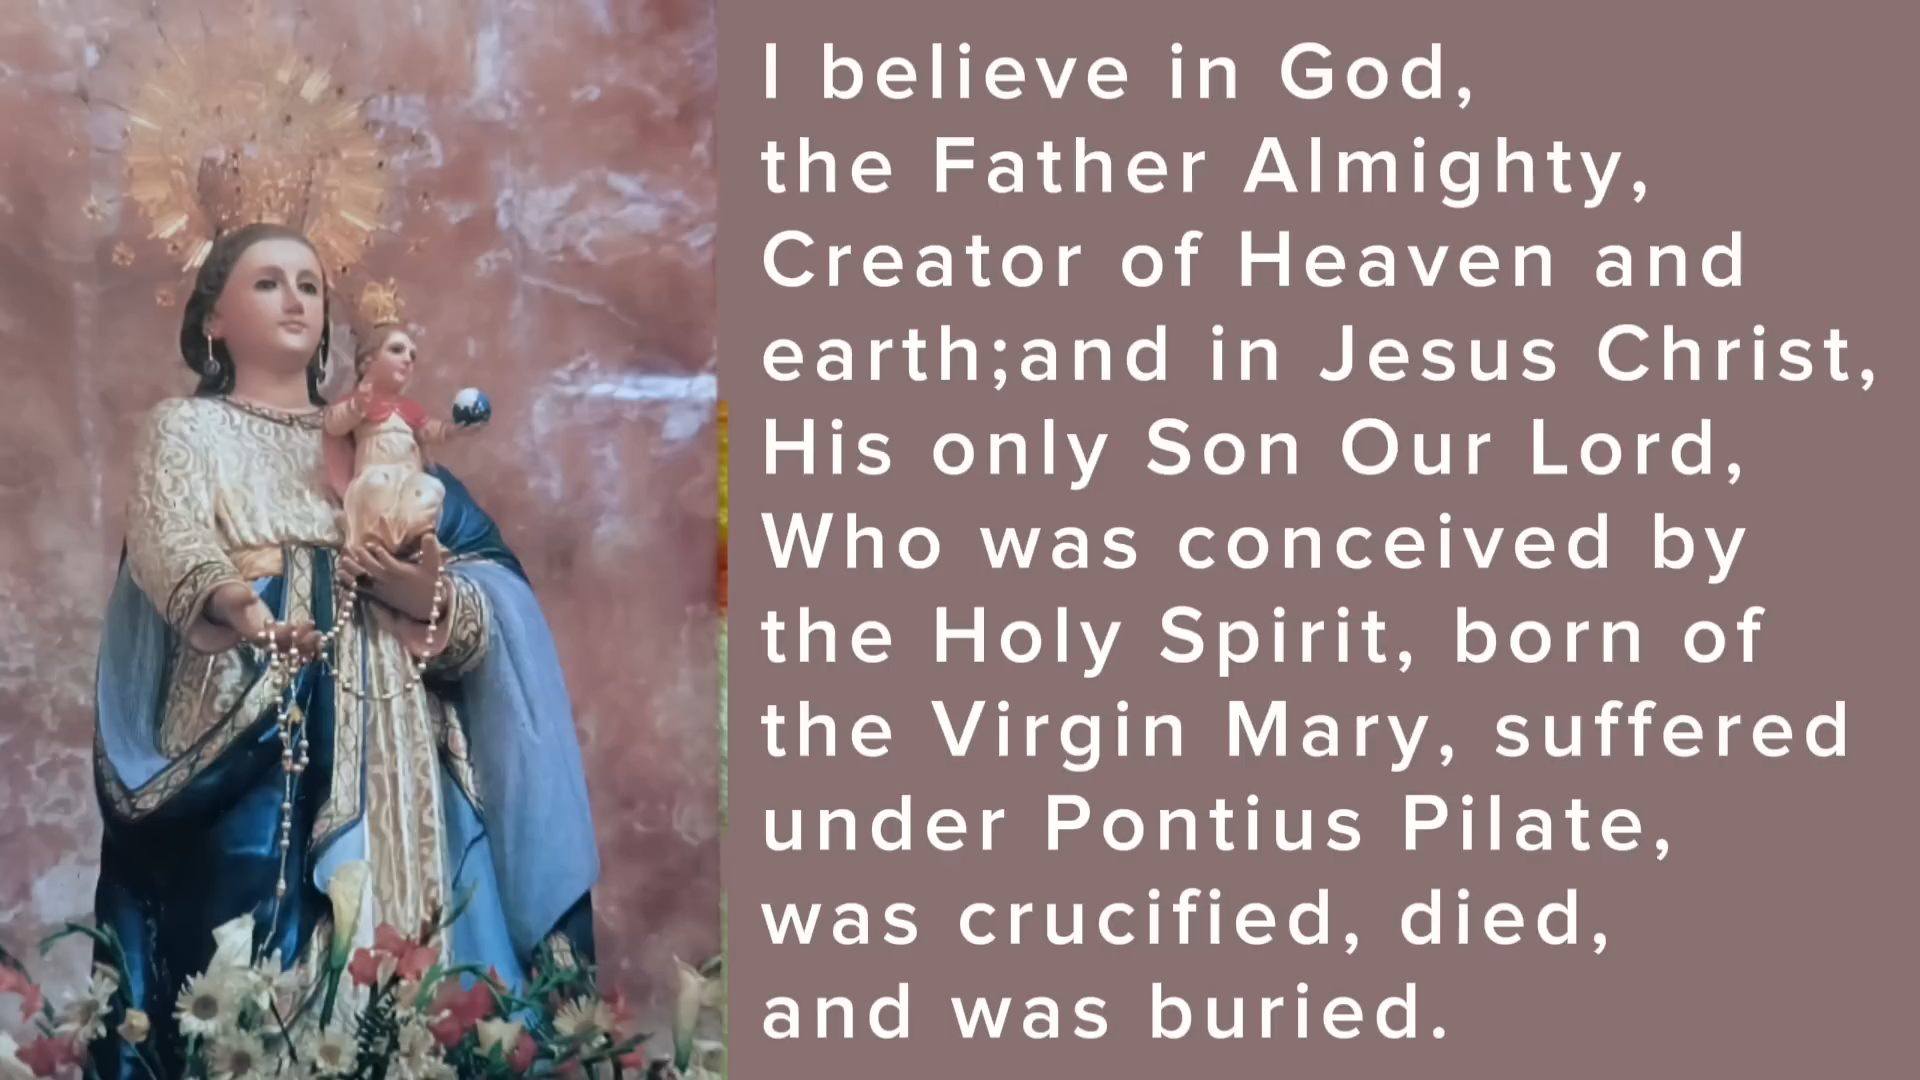 I believe in God,
the Father Almighty,
Creator of Heaven and
earth;and in Jesus Christ,
His only Son Our Lord,
Who was conceived by
the Holy Spirit, born of
the Virgin Mary, suffered
under Pontius Pilate,
was crucified, died,
and was buried.